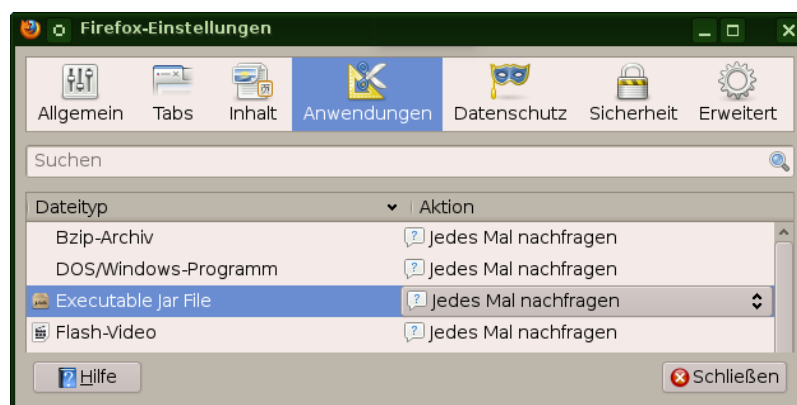 Firefox-Einstellungen
Allgemein Tabs Inhalt Anwendungen Datenschutz Sicherheit Erweitert
Suchen
Dateityp Aktion
Bzip-Archiv Jedes Mal nachfragen
DOS/Windows-Programm Jedes Mal nachfragen
Executable Jar File Jedes Mal nachfragen
Flash-Video Jedes Mal nachfragen
Hilfe Schließen